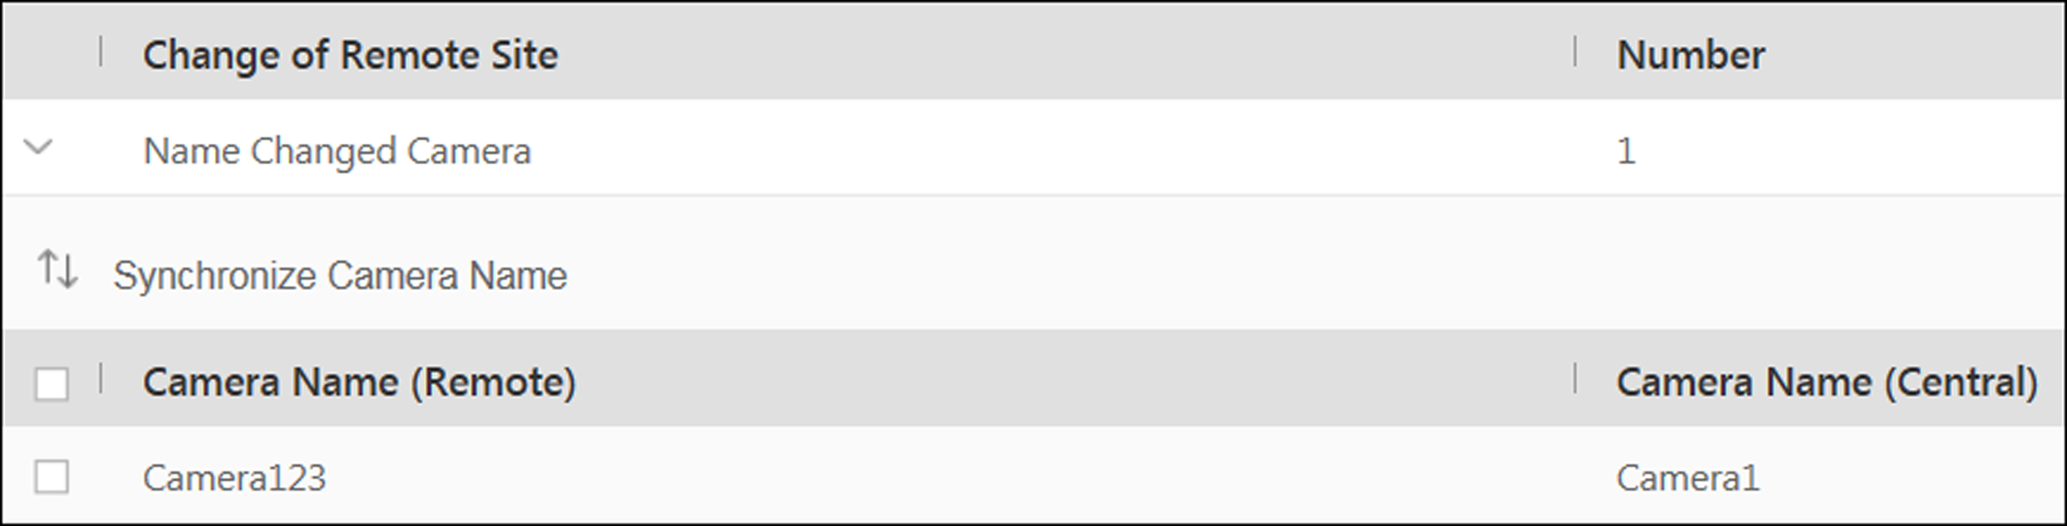 Change of Remote Site Number
Name Changed Camera 1
Synchronize Camera Name
Camera Name (Remote) Camera Name (Central)
Camera123 Camera1